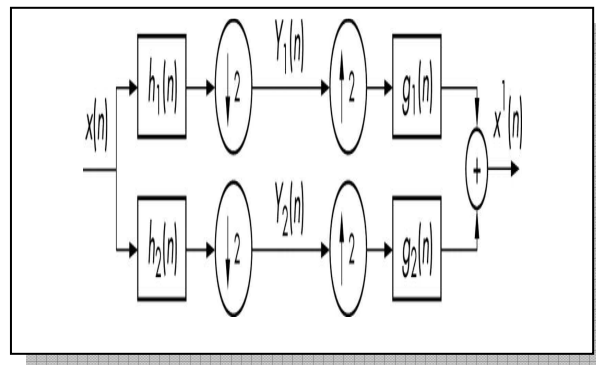 x(n)
h₁(n)
↓ 2
Y₁(n)
↑ 2
g₁(n)
x¹(n)
+
h₂(n)
↓ 2
Y₂(n)
↑ 2
g₂(n)